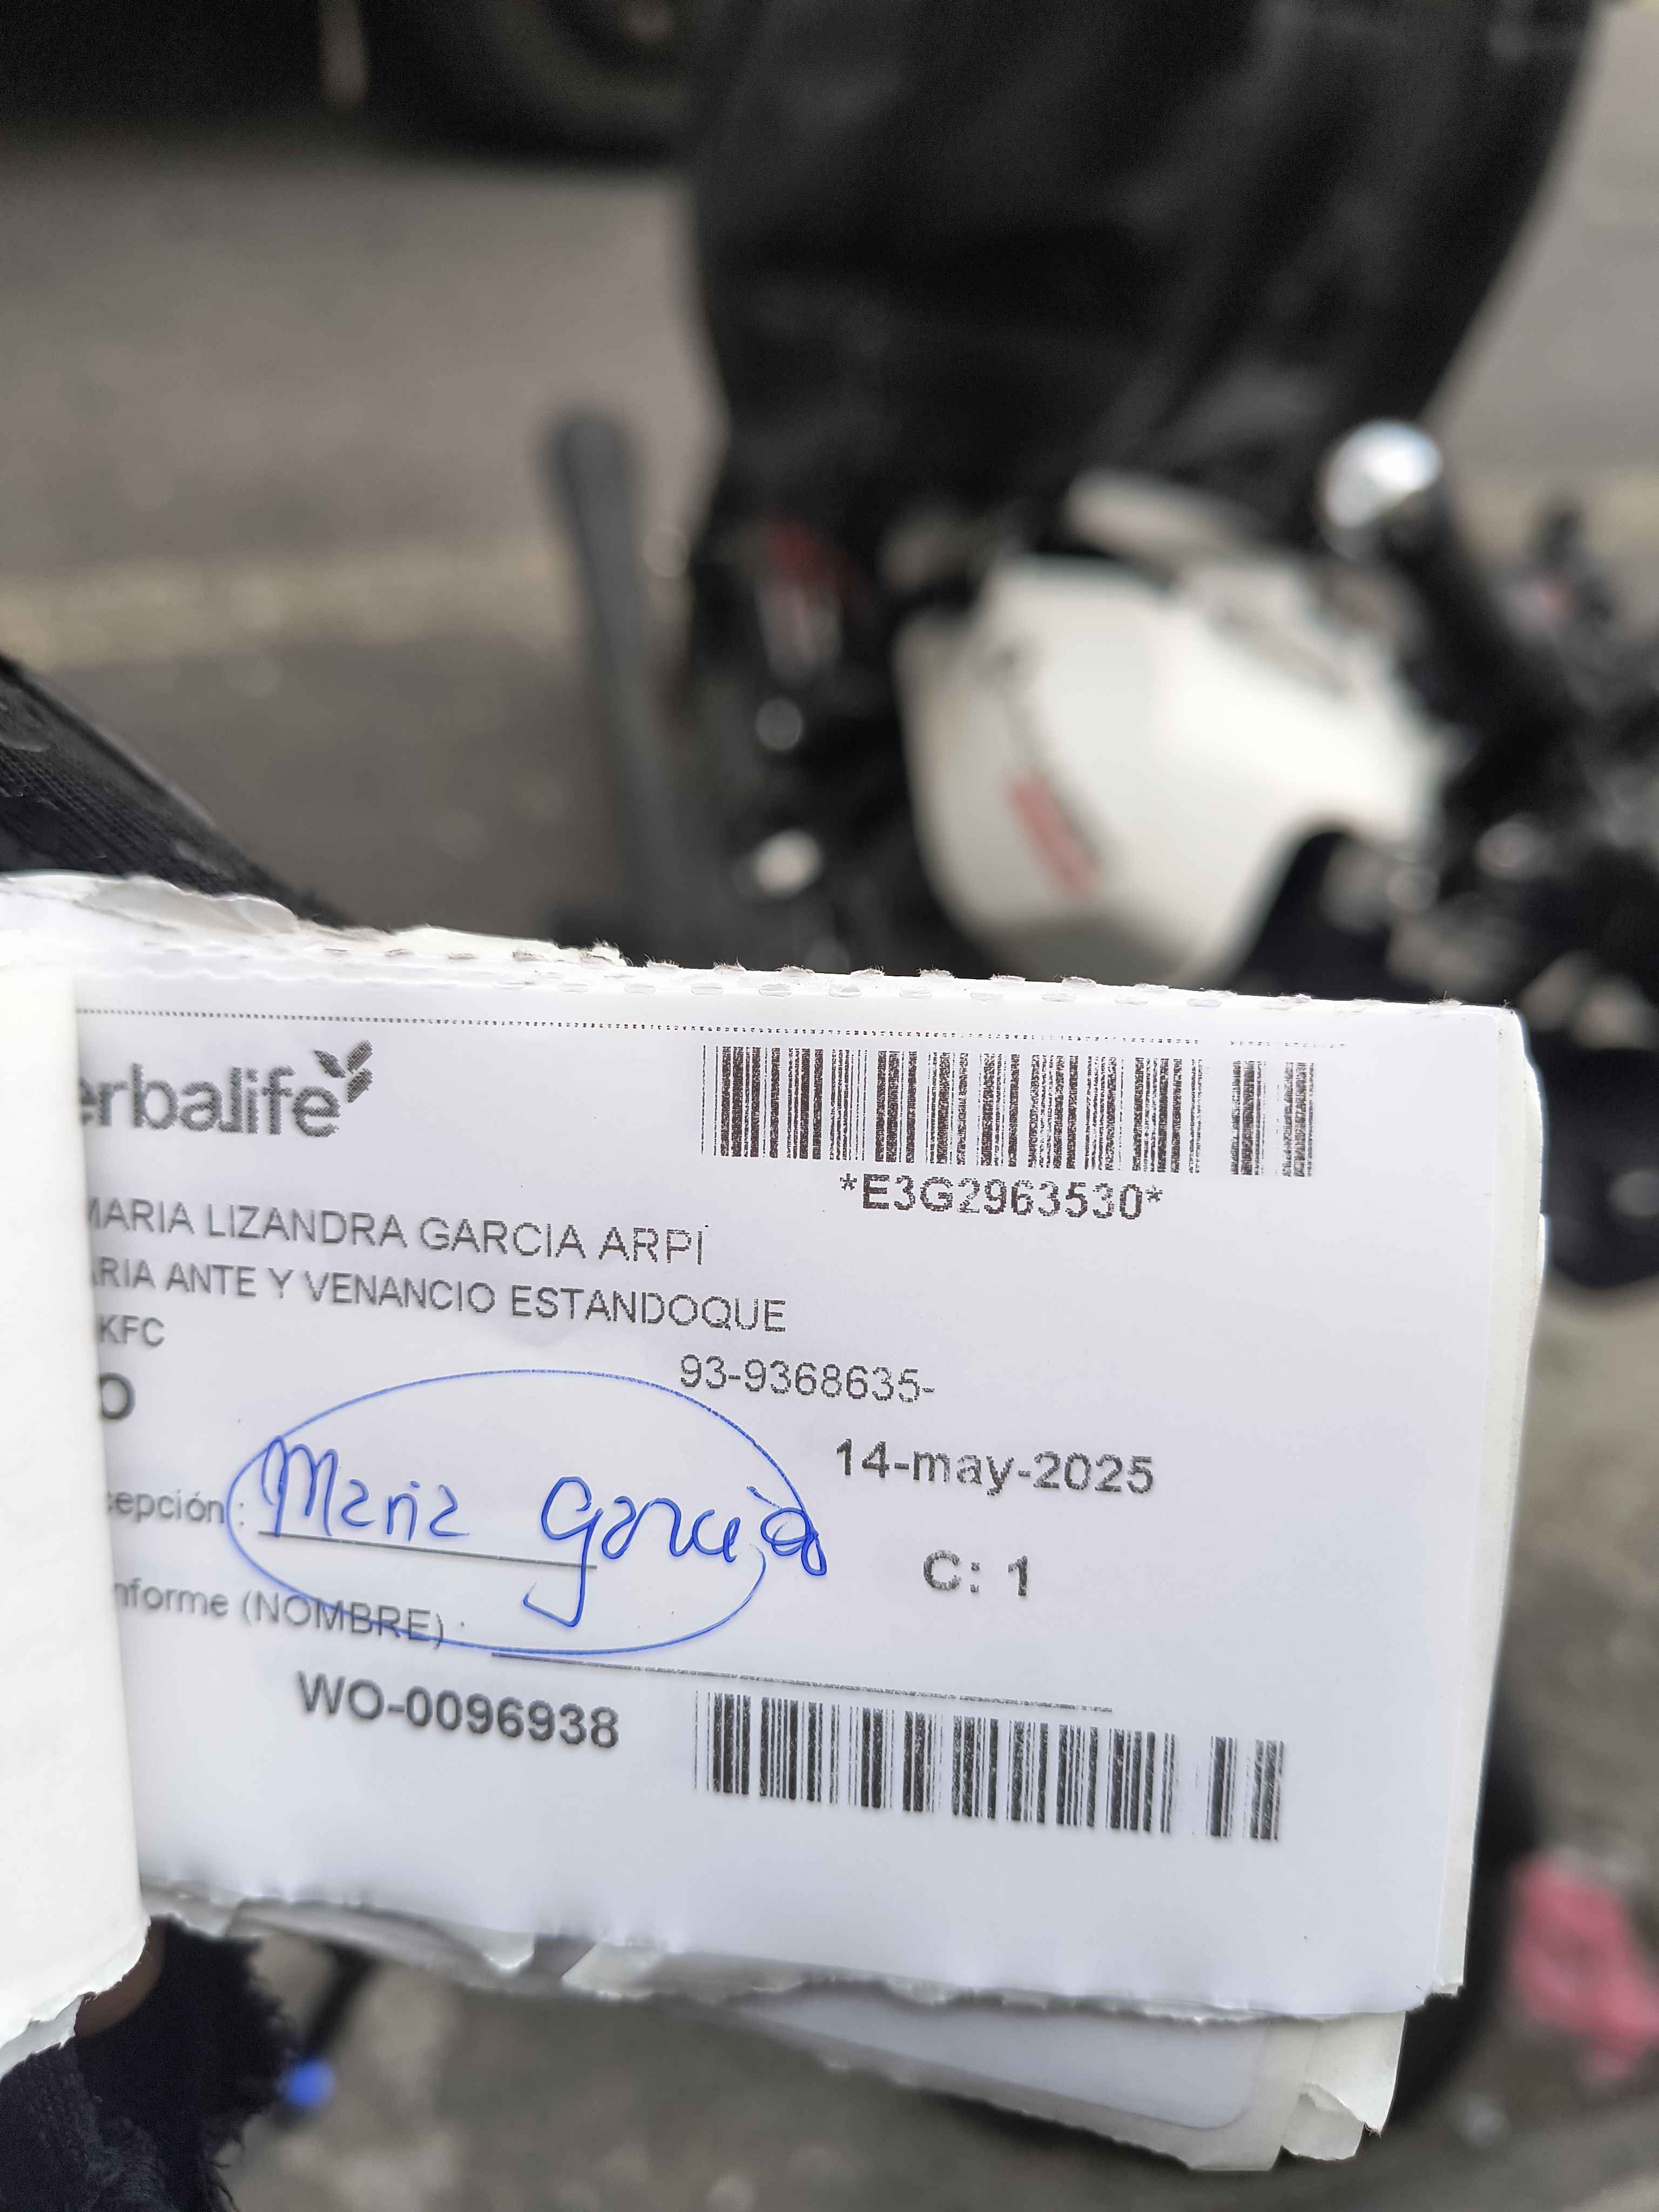 erbalife
*E3G2963530*
MARIA LIZANDRA GARCIA ARPI
ARIA ANTE Y VENANCIO ESTANDOQUE
KFC
93-9368635-
O
14-may-2025
cepción : Maria Garcia
C: 1
nforme (NOMBRE) :
WO-0096938